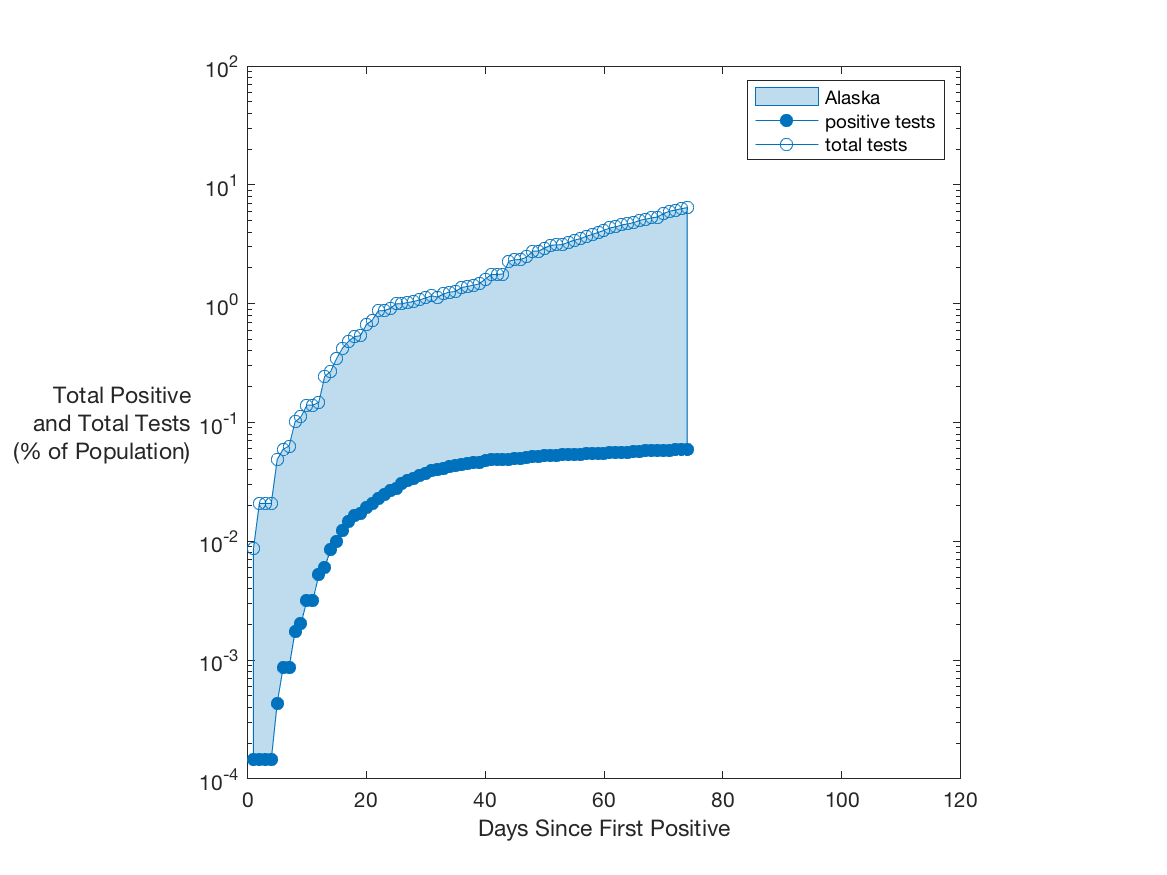 10^2
10^1
10^0
10^-1
10^-2
10^-3
10^-4
Total Positive
and Total Tests
(% of Population)
Alaska
positive tests
total tests
0 20 40 60 80 100 120
Days Since First Positive